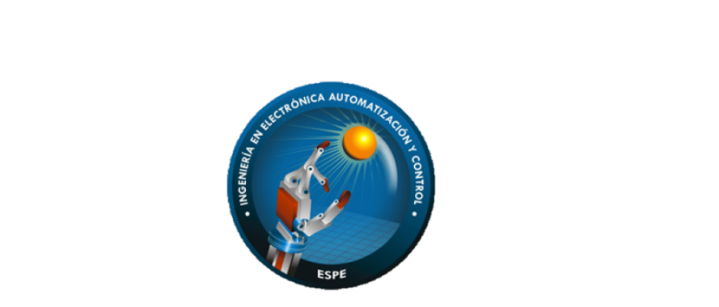 • INGENIERÍA EN ELECTRÓNICA AUTOMATIZACIÓN Y CONTROL •
ESPE